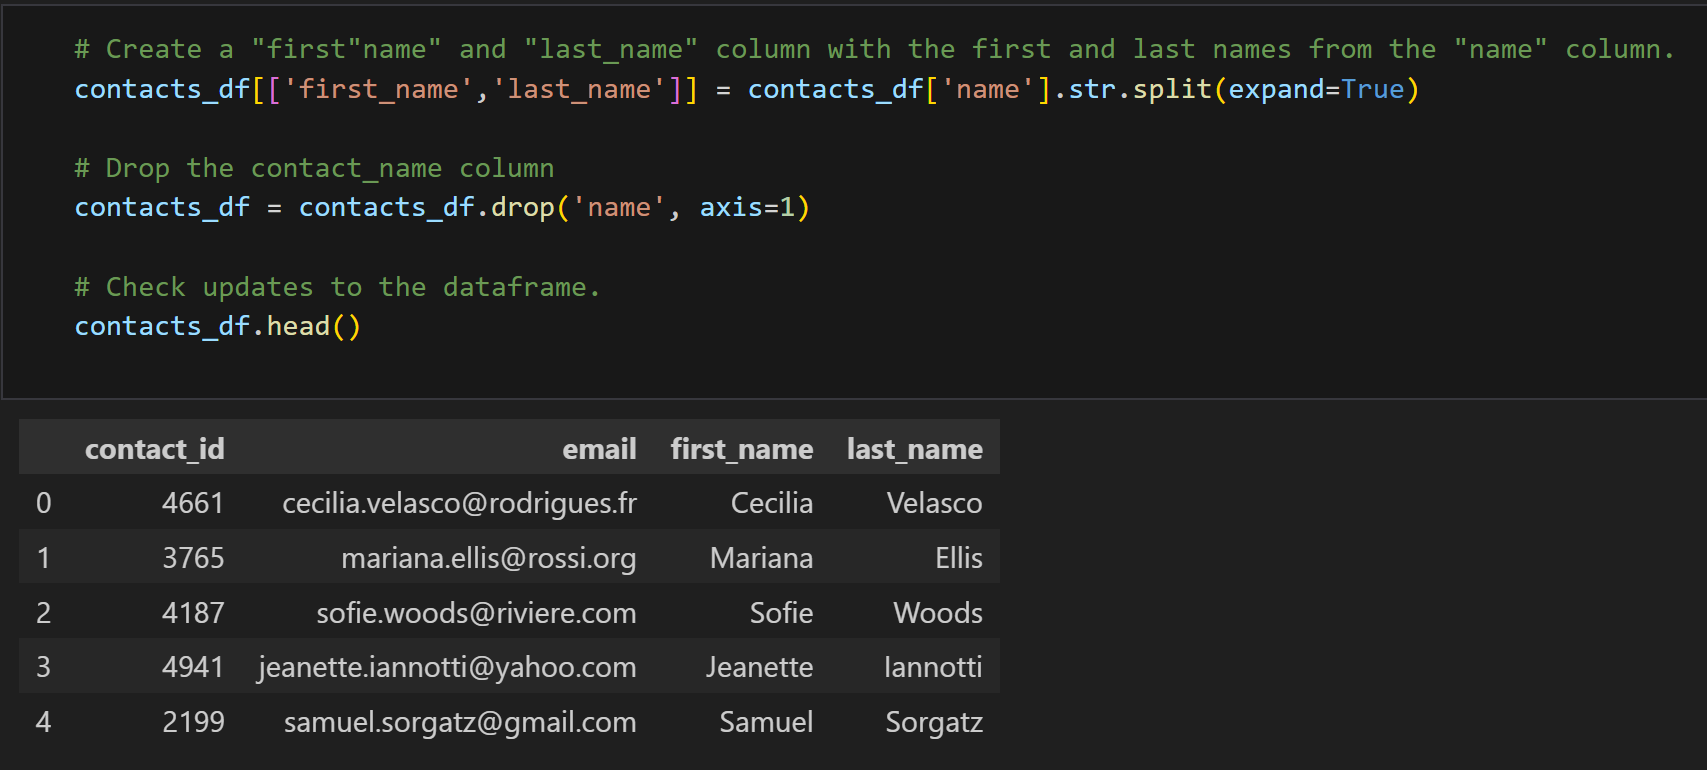 # Create a "first"name" and "last_name" column with the first and last names from the "name" column.
contacts_df[['first_name','last_name']] = contacts_df['name'].str.split(expand=True)
# Drop the contact_name column
contacts_df = contacts_df.drop('name', axis=1)
# Check updates to the dataframe.
contacts_df.head()
contact_id email first_name last_name
0 4661 cecilia.velasco@rodrigues.fr Cecilia Velasco
1 3765 mariana.ellis@rossi.org Mariana Ellis
2 4187 sofie.woods@riviere.com Sofie Woods
3 4941 jeanette.iannotti@yahoo.com Jeanette Iannotti
4 2199 samuel.sorgatz@gmail.com Samuel Sorgatz